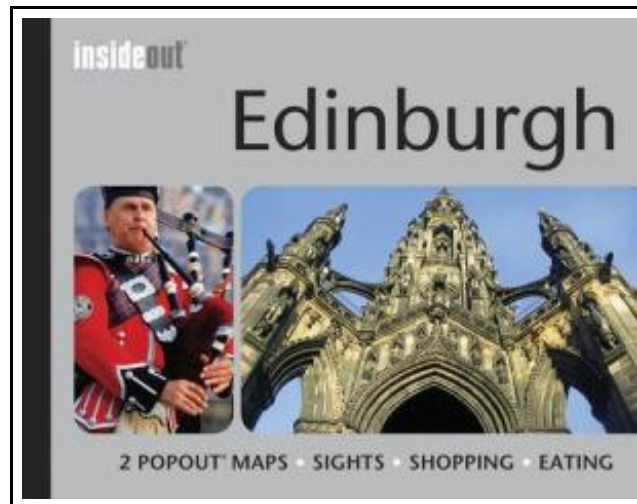 insideout®
Edinburgh
2 POPOUT® MAPS • SIGHTS • SHOPPING • EATING